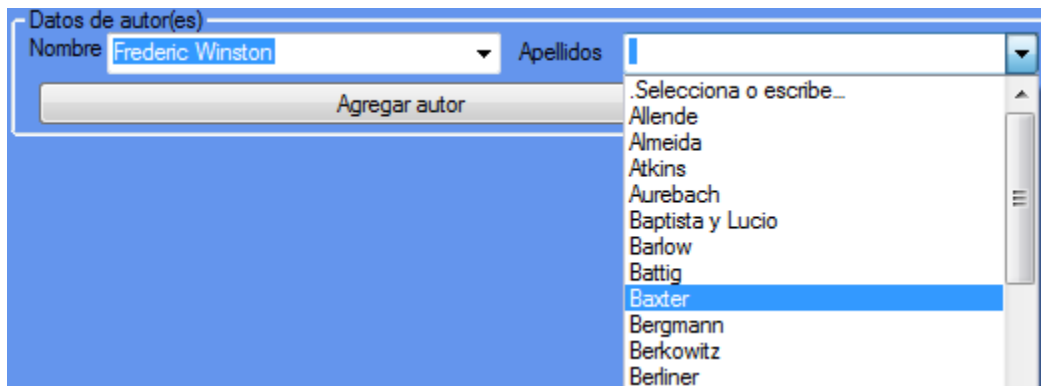 Datos de autor(es)
Nombre Frederic Winston Apellidos
Agregar autor
.Selecciona o escribe...
Allende
Almeida
Atkins
Aurebach
Baptista y Lucio
Barlow
Battig
Baxter
Bergmann
Berkowitz
Berliner